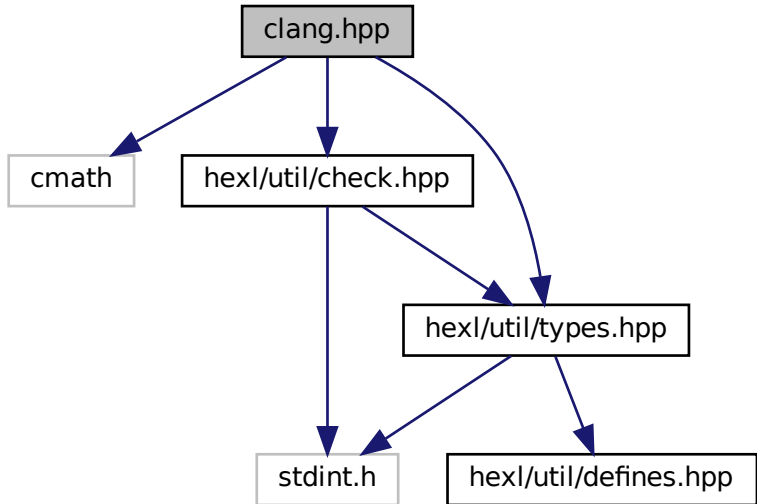 clang.hpp
cmath
hexl/util/check.hpp
hexl/util/types.hpp
stdint.h
hexl/util/defines.hpp